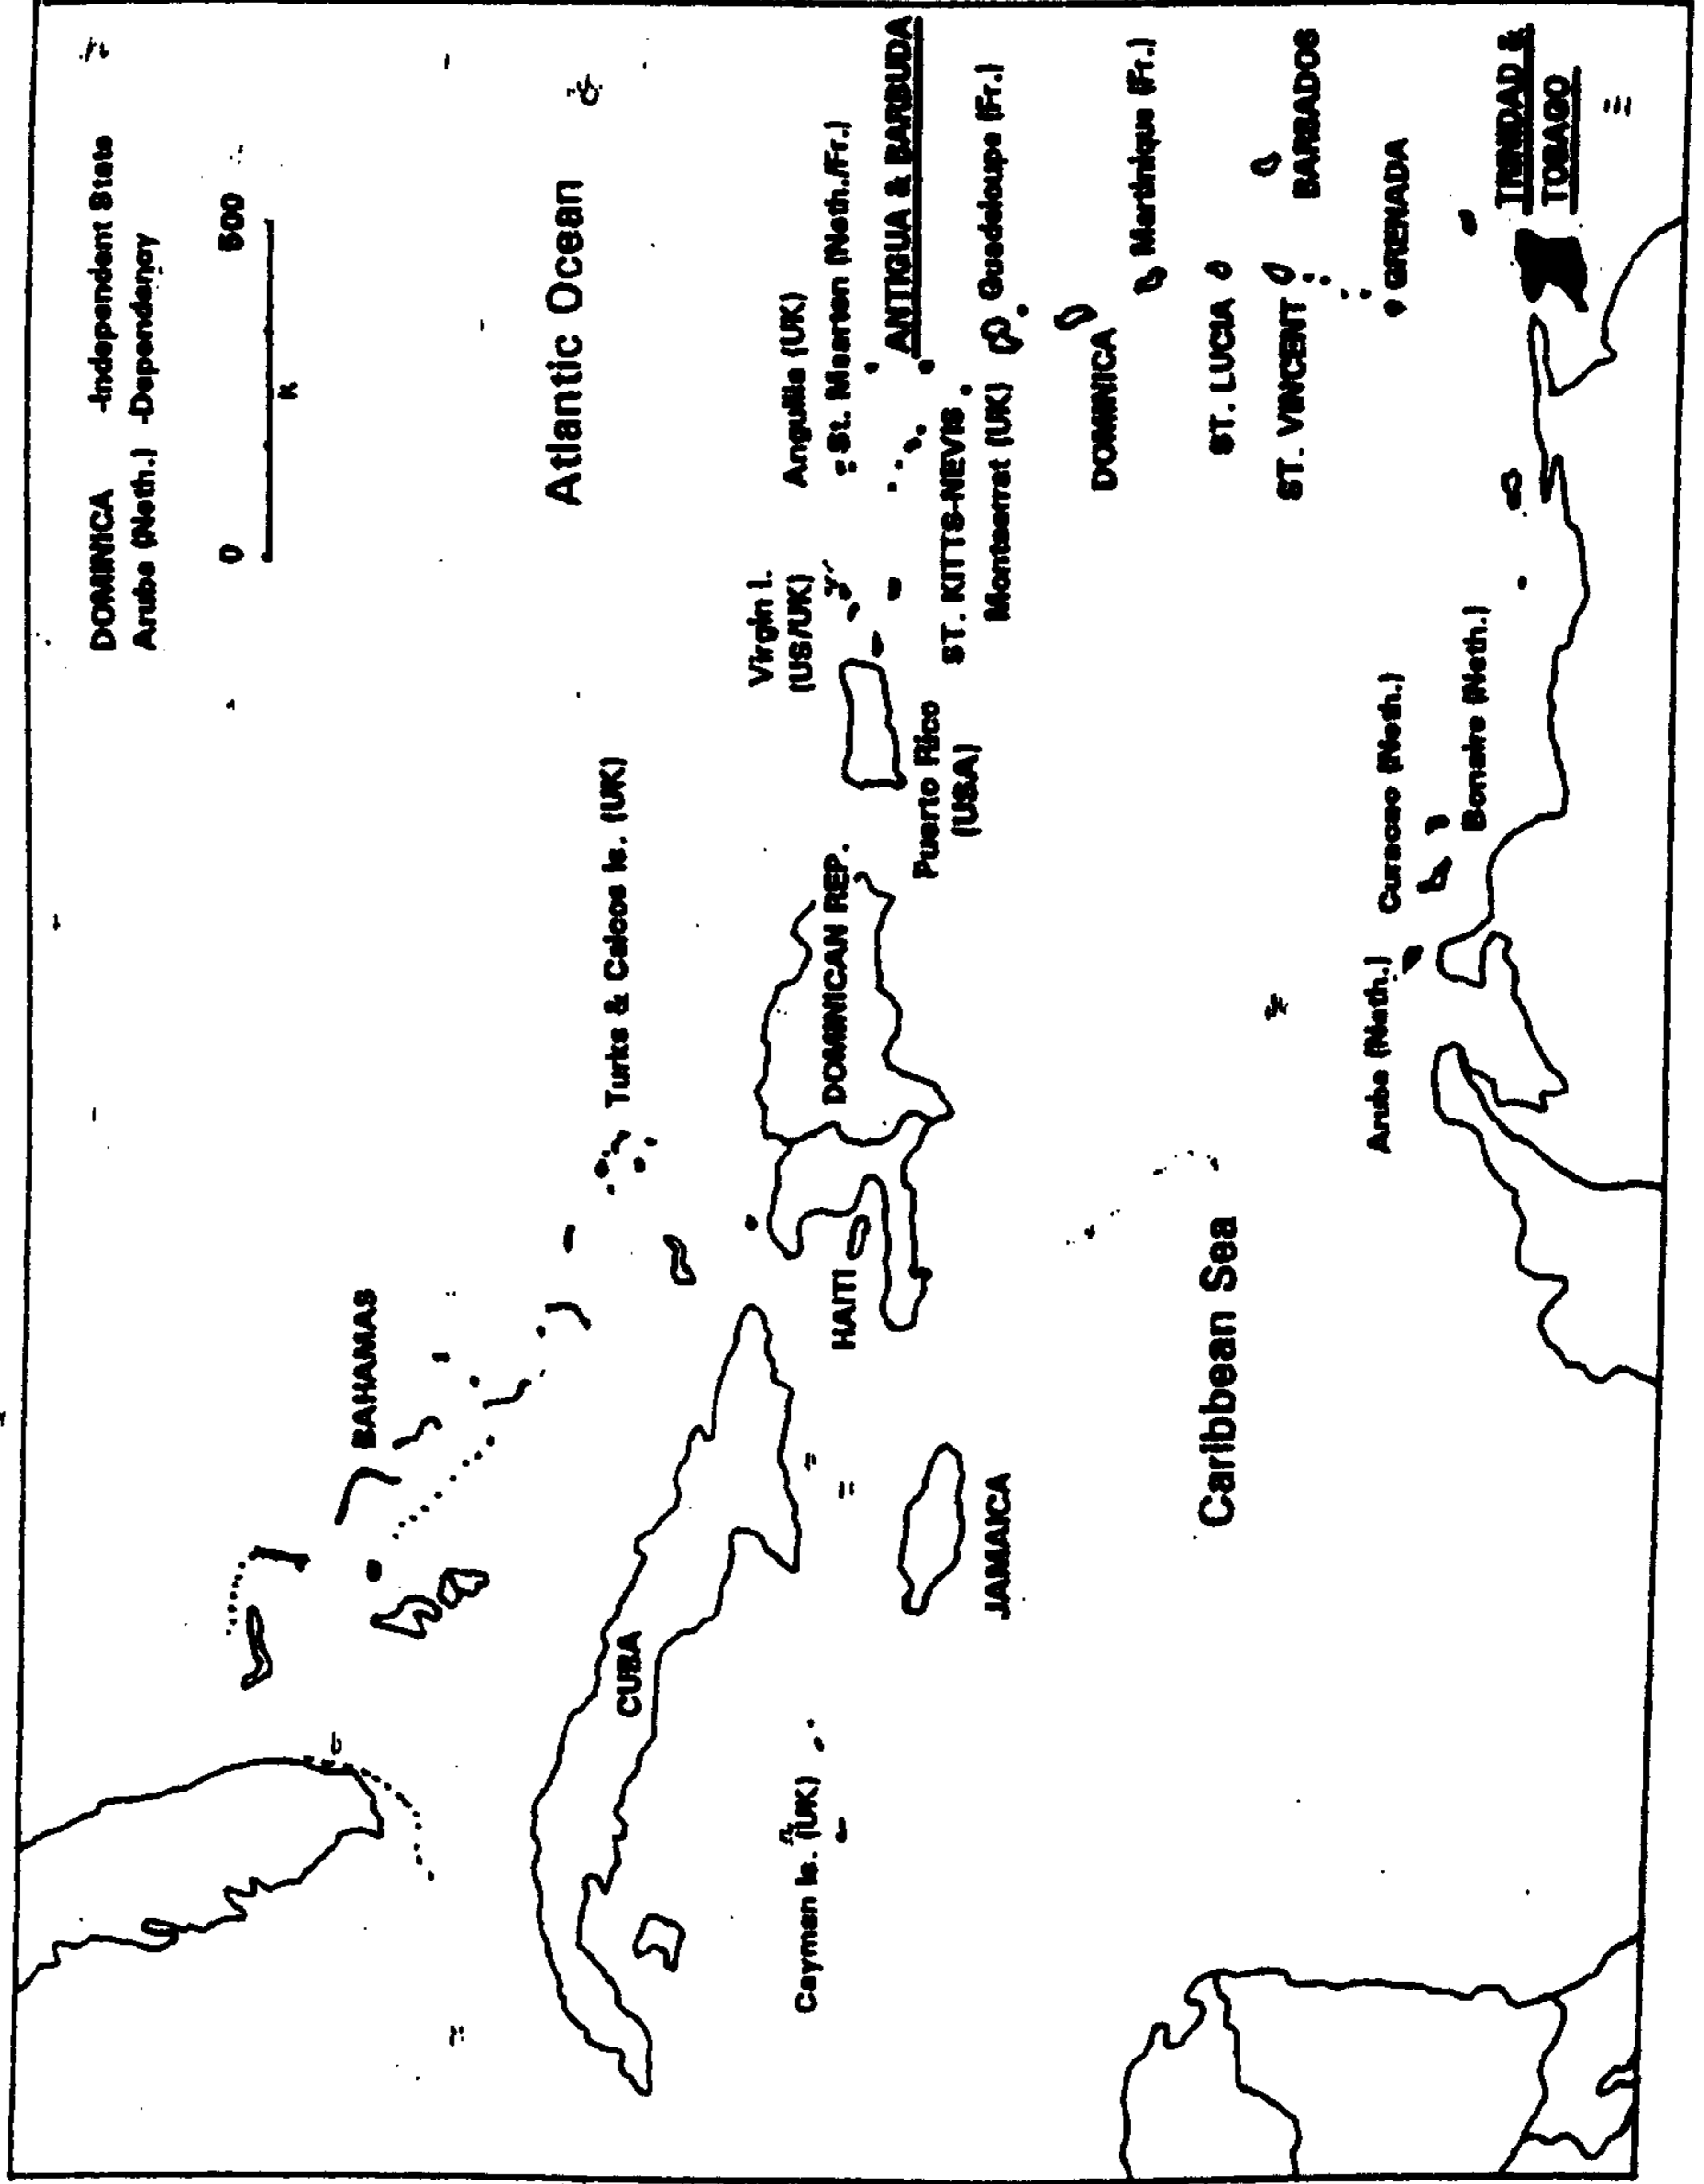 DOMINICA -Independent State
Aruba (Neth.) -Dependency
0 500
K
BAHAMAS
Atlantic Ocean
Turks & Caicos Is. (UK)
CUBA
Virgin I.
(US/UK)
Anguilla (UK)
St. Maarten (Neth./Fr.)
Cayman Is. (UK)
HAITI
DOMINICAN REP.
ANTIGUA & BARBUDA
Puerto Rico
(USA)
ST. KITTS-NEVIS
JAMAICA
Montserrat (UK)
Guadeloupe (Fr.)
DOMINICA
Martinique (Fr.)
Caribbean Sea
ST. LUCIA
ST. VINCENT
BARBADOS
Aruba (Neth.)
Curacao (Neth.)
GRENADA
Bonaire (Neth.)
TRINIDAD &
TOBAGO